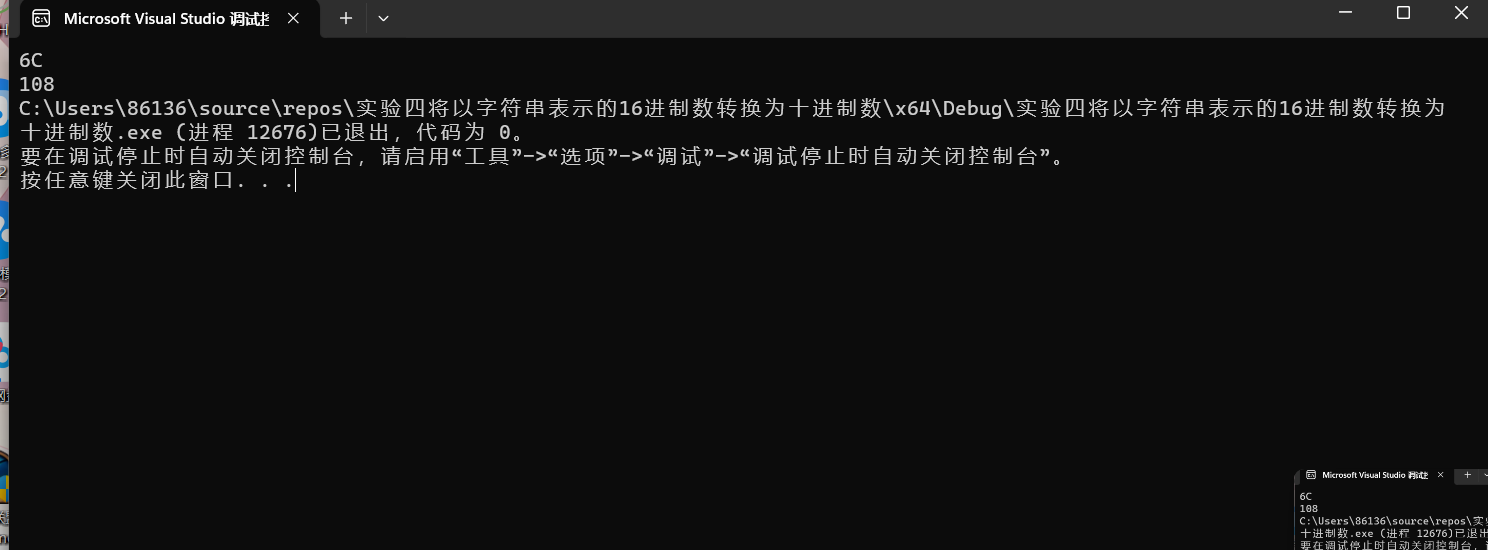 Microsoft Visual Studio 调试控
6C
108
C:\Users\86136\source\repos\实验四将以字符串表示的16进制数转换为十进制数\x64\Debug\实验四将以字符串表示的16进制数转换为
十进制数.exe (进程 12676)已退出，代码为 0。
要在调试停止时自动关闭控制台，请启用“工具”->“选项”->“调试”->“调试停止时自动关闭控制台”。
按任意键关闭此窗口. . .
Microsoft Visual Studio 调试控
6C
108
C:\Users\86136\source\repos\实
十进制数.exe (进程 12676)已退出
要在调试停止时自动关闭控制台，